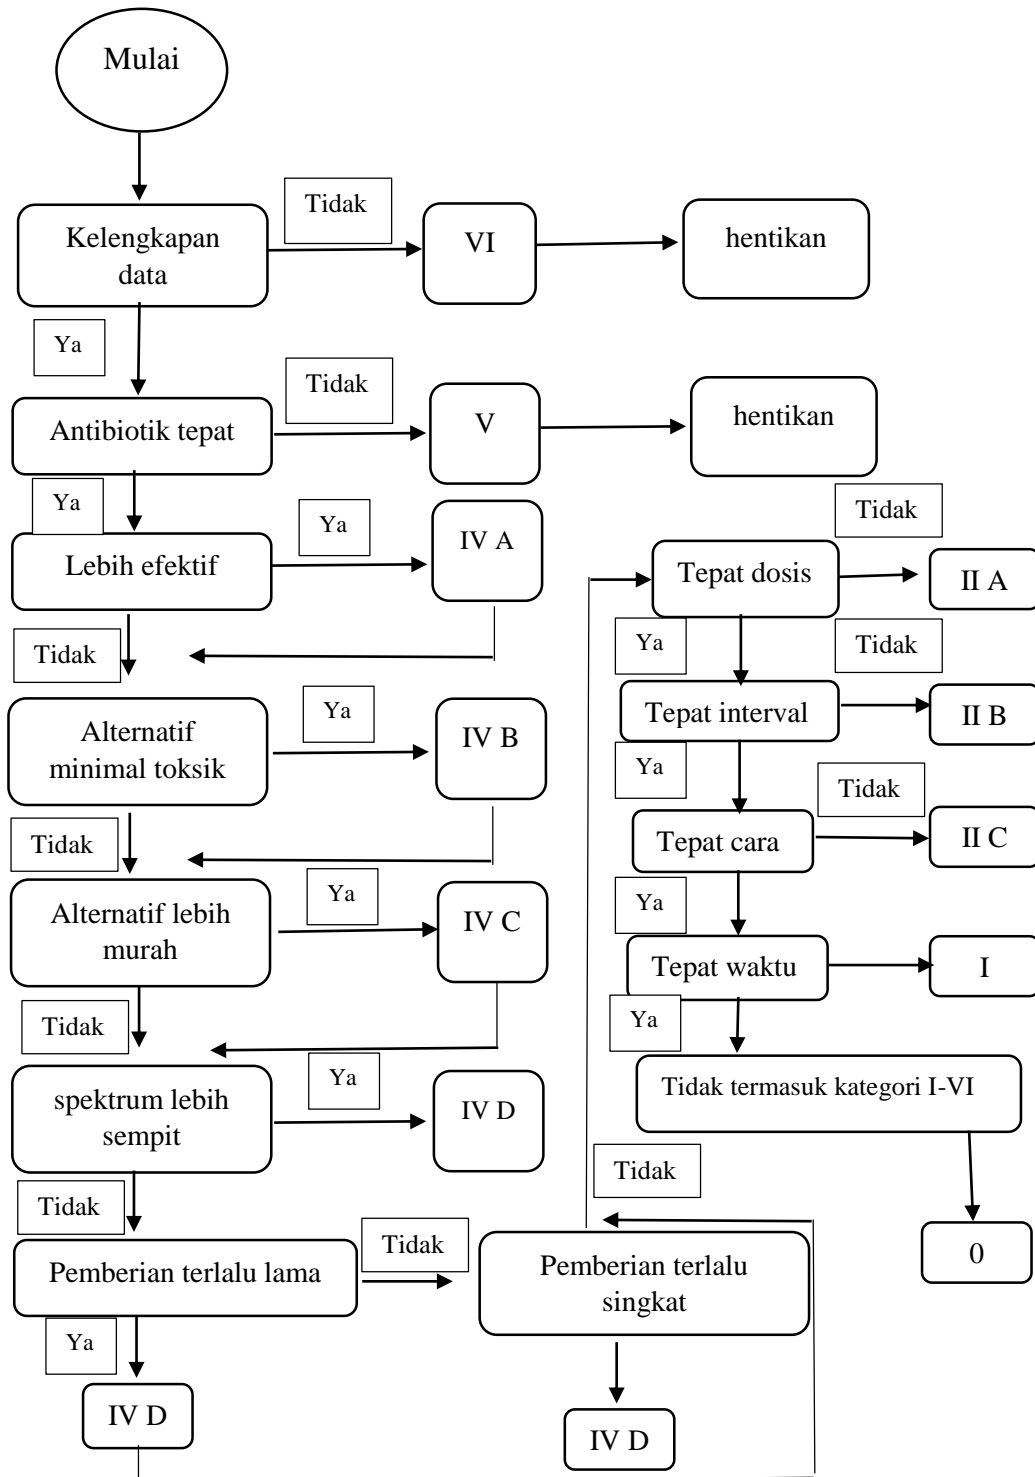 Mulai
Tidak
Kelengkapan
data
VI
hentikan
Ya
Tidak
Antibiotik tepat
V
hentikan
Ya
Ya
Lebih efektif
IV A
Tidak
Ya
Alternatif
minimal toksik
IV B
Tidak
Ya
Alternatif lebih
murah
IV C
Tidak
Ya
spektrum lebih
sempit
IV D
Tidak
Pemberian terlalu lama
Tidak
Ya
IV D
Pemberian terlalu
singkat
IV D
Tidak
Tepat dosis
Tidak
II A
Ya
Tidak
Tepat interval
II B
Ya
Tidak
Tepat cara
II C
Ya
Tepat waktu
I
Ya
Tidak termasuk kategori I-VI
0